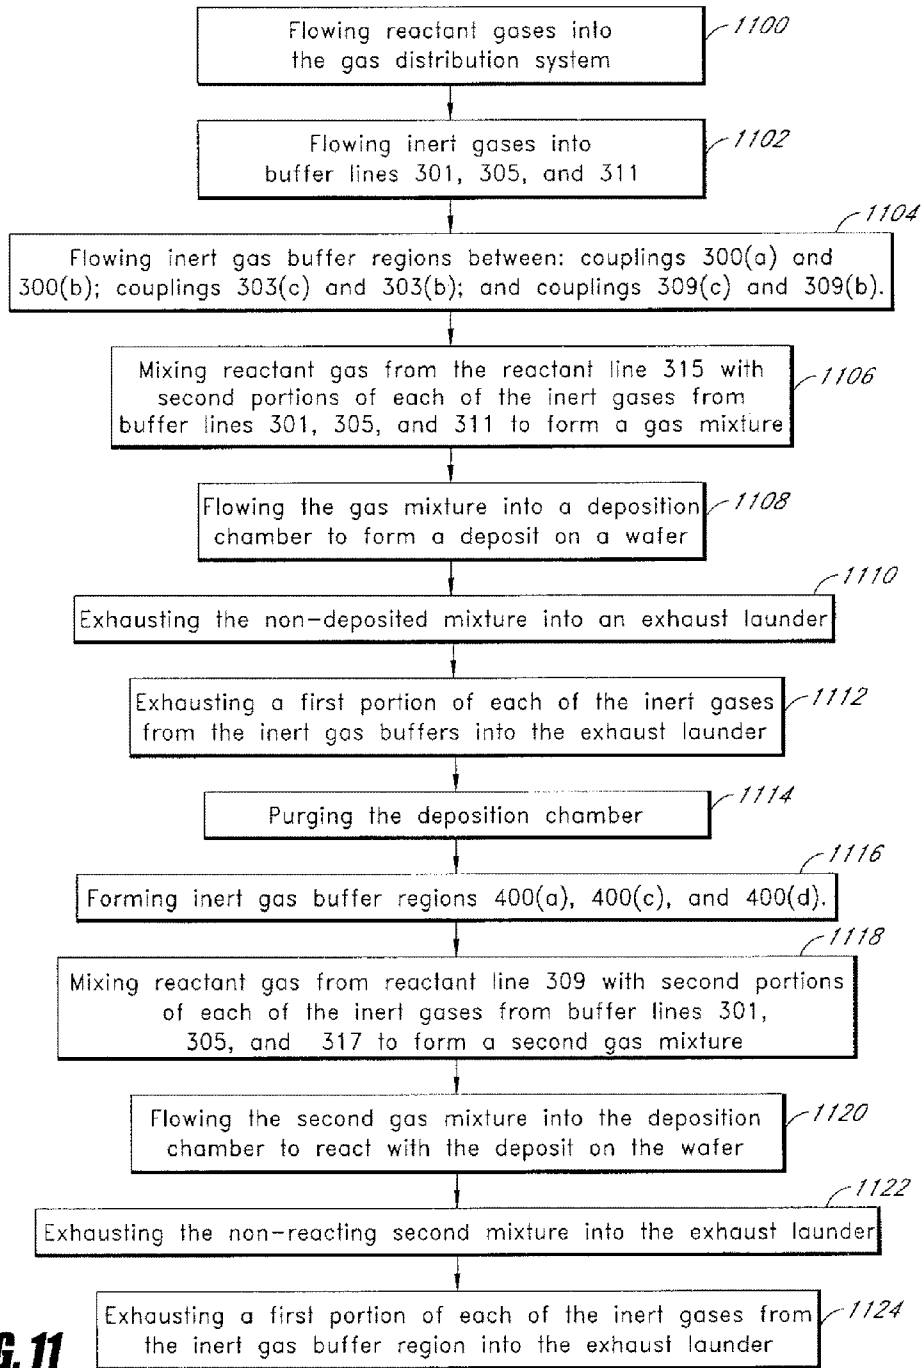 Flowing reactant gases into
the gas distribution system
1100
Flowing inert gases into
buffer lines 301, 305, and 311
1102
Flowing inert gas buffer regions between: couplings 300(a) and
300(b); couplings 303(c) and 303(b); and couplings 309(c) and 309(b).
1104
Mixing reactant gas from the reactant line 315 with
second portions of each of the inert gases from
buffer lines 301, 305, and 311 to form a gas mixture
1106
Flowing the gas mixture into a deposition
chamber to form a deposit on a wafer
1108
Exhausting the non-deposited mixture into an exhaust launder
1110
Exhausting a first portion of each of the inert gases
from the inert gas buffers into the exhaust launder
1112
Purging the deposition chamber
1114
Forming inert gas buffer regions 400(a), 400(c), and 400(d).
1116
Mixing reactant gas from reactant line 309 with second portions
of each of the inert gases from buffer lines 301,
305, and 317 to form a second gas mixture
1118
Flowing the second gas mixture into the deposition
chamber to react with the deposit on the wafer
1120
Exhausting the non-reacting second mixture into the exhaust launder
1122
Exhausting a first portion of each of the inert gases from
the inert gas buffer region into the exhaust launder
1124
G. 11